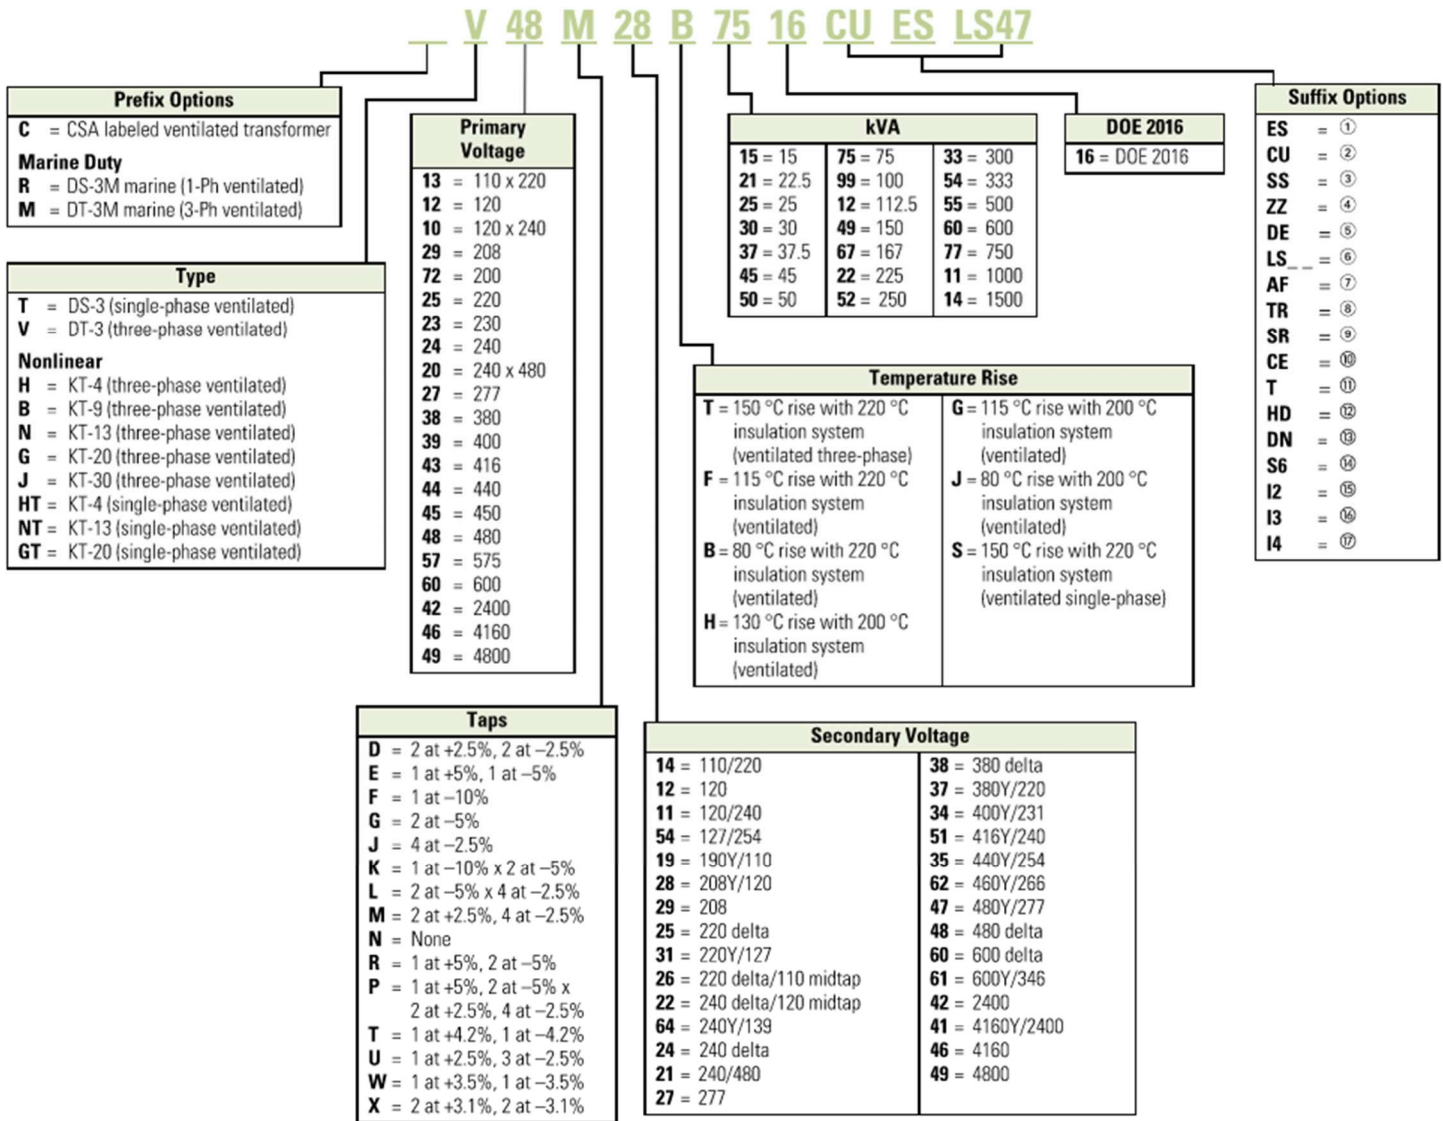 __ V 48 M 28 B 75 16 CU ES LS47
Prefix Options
C = CSA labeled ventilated transformer
Marine Duty
R = DS-3M marine (1-Ph ventilated)
M = DT-3M marine (3-Ph ventilated)
Type
T = DS-3 (single-phase ventilated)
V = DT-3 (three-phase ventilated)
Nonlinear
H = KT-4 (three-phase ventilated)
B = KT-9 (three-phase ventilated)
N = KT-13 (three-phase ventilated)
G = KT-20 (three-phase ventilated)
J = KT-30 (three-phase ventilated)
HT = KT-4 (single-phase ventilated)
NT = KT-13 (single-phase ventilated)
GT = KT-20 (single-phase ventilated)
Primary
Voltage
13 = 110 x 220
12 = 120
10 = 120 x 240
29 = 208
72 = 200
25 = 220
23 = 230
24 = 240
20 = 240 x 480
27 = 277
38 = 380
39 = 400
43 = 416
44 = 440
45 = 450
48 = 480
57 = 575
60 = 600
42 = 2400
46 = 4160
49 = 4800
kVA
15 = 15
21 = 22.5
25 = 25
30 = 30
37 = 37.5
45 = 45
50 = 50
75 = 75
99 = 100
12 = 112.5
49 = 150
67 = 167
22 = 225
52 = 250
33 = 300
54 = 333
55 = 500
60 = 600
77 = 750
11 = 1000
14 = 1500
DOE 2016
16 = DOE 2016
Suffix Options
ES = ①
CU = ②
SS = ③
ZZ = ④
DE = ⑤
LS__ = ⑥
AF = ⑦
TR = ⑧
SR = ⑨
CE = ⑩
T = ⑪
HD = ⑫
DN = ⑬
S6 = ⑭
I2 = ⑮
I3 = ⑯
I4 = ⑰
Temperature Rise
T = 150 °C rise with 220 °C
insulation system
(ventilated three-phase)
F = 115 °C rise with 220 °C
insulation system
(ventilated)
B = 80 °C rise with 220 °C
insulation system
(ventilated)
H = 130 °C rise with 200 °C
insulation system
(ventilated)
G = 115 °C rise with 200 °C
insulation system
(ventilated)
J = 80 °C rise with 200 °C
insulation system
(ventilated)
S = 150 °C rise with 220 °C
insulation system
(ventilated single-phase)
Taps
D = 2 at +2.5%, 2 at –2.5%
E = 1 at +5%, 1 at –5%
F = 1 at –10%
G = 2 at –5%
J = 4 at –2.5%
K = 1 at –10% x 2 at –5%
L = 2 at –5% x 4 at –2.5%
M = 2 at +2.5%, 4 at –2.5%
N = None
R = 1 at +5%, 2 at –5%
P = 1 at +5%, 2 at –5% x
2 at +2.5%, 4 at –2.5%
T = 1 at +4.2%, 1 at –4.2%
U = 1 at +2.5%, 3 at –2.5%
W = 1 at +3.5%, 1 at –3.5%
X = 2 at +3.1%, 2 at –3.1%
Secondary Voltage
14 = 110/220
12 = 120
11 = 120/240
54 = 127/254
19 = 190Y/110
28 = 208Y/120
29 = 208
25 = 220 delta
31 = 220Y/127
26 = 220 delta/110 midtap
22 = 240 delta/120 midtap
64 = 240Y/139
24 = 240 delta
21 = 240/480
27 = 277
38 = 380 delta
37 = 380Y/220
34 = 400Y/231
51 = 416Y/240
35 = 440Y/254
62 = 460Y/266
47 = 480Y/277
48 = 480 delta
60 = 600 delta
61 = 600Y/346
42 = 2400
41 = 4160Y/2400
46 = 4160
49 = 4800